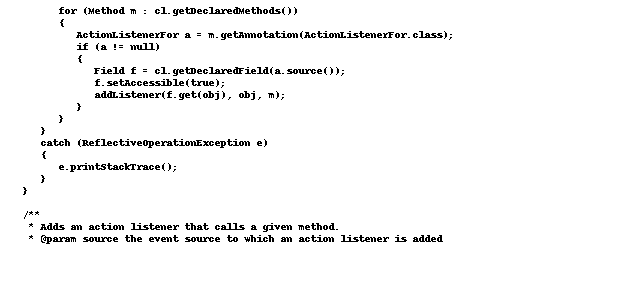 for (Method m : cl.getDeclaredMethods())
{
ActionListenerFor a = m.getAnnotation(ActionListenerFor.class);
if (a != null)
{
Field f = cl.getDeclaredField(a.source());
f.setAccessible(true);
addListener(f.get(obj), obj, m);
}
}
}
catch (ReflectiveOperationException e)
{
e.printStackTrace();
}
}
/**
* Adds an action listener that calls a given method.
* @param source the event source to which an action listener is added